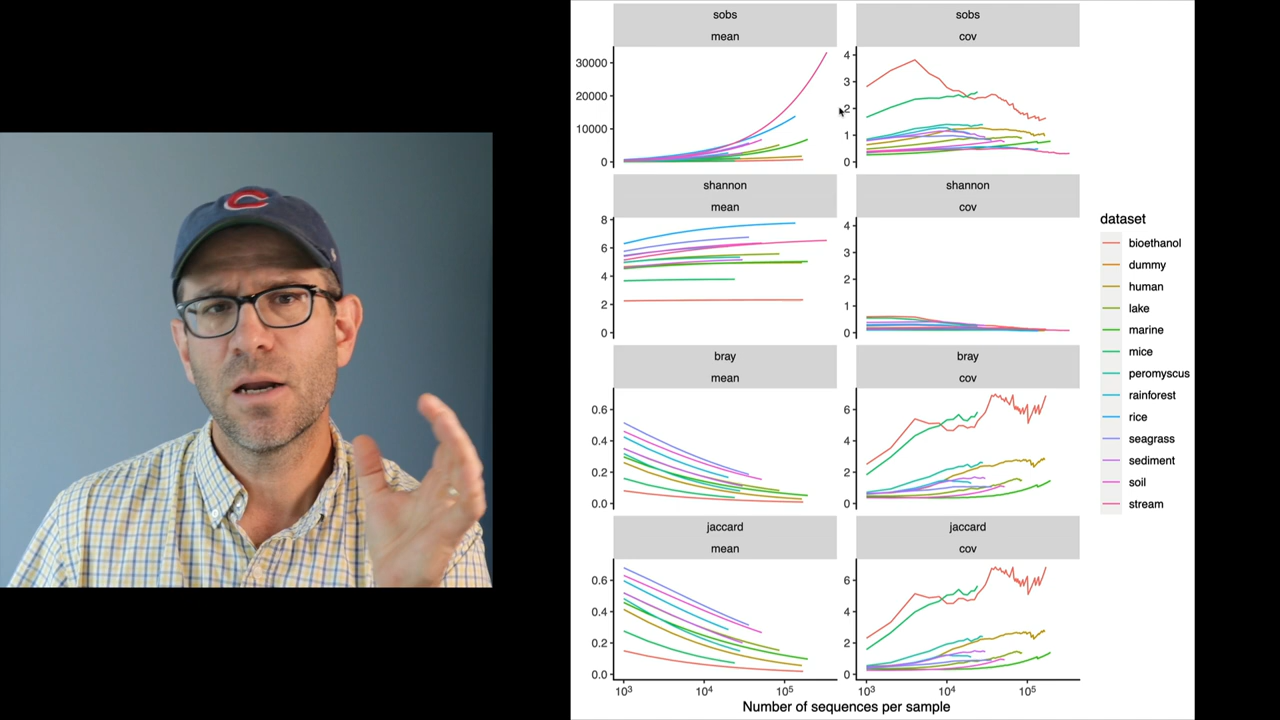 sobs
mean
30000
20000
10000
0
sobs
cov
4
3
2
1
0
shannon
mean
8
6
4
2
0
shannon
cov
4
3
2
1
0
bray
mean
0.6
0.4
0.2
0.0
bray
cov
6
4
2
0
jaccard
mean
0.6
0.4
0.2
0.0
10³ 10⁴ 10⁵
jaccard
cov
6
4
2
0
10³ 10⁴ 10⁵
Number of sequences per sample
dataset
bioethanol
dummy
human
lake
marine
mice
peromyscus
rainforest
rice
seagrass
sediment
soil
stream
C